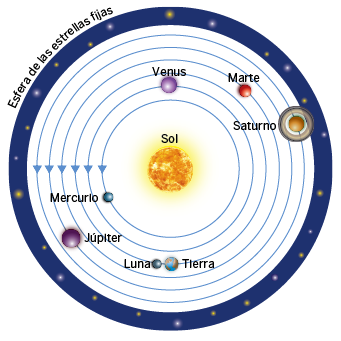 Esfera de las estrellas fijas
Venus
Marte
Saturno
Sol
Mercurio
Júpiter
Luna
Tierra